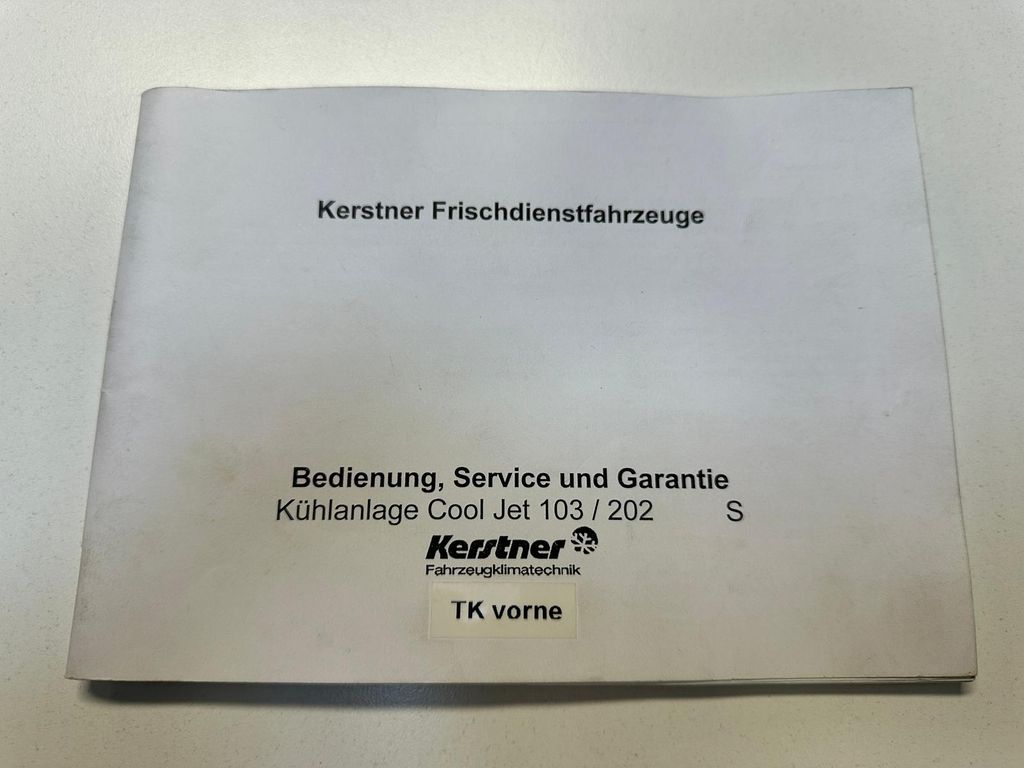 Kerstner Frischdienstfahrzeuge
Bedienung, Service und Garantie
Kühlanlage Cool Jet 103 / 202 S
Kerstner
Fahrzeugklimatechnik
TK vorne